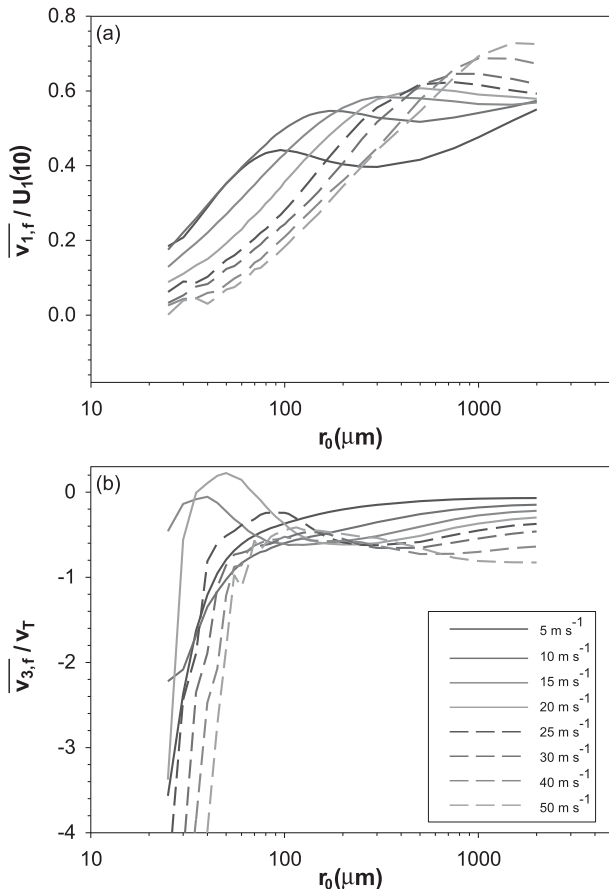 (a)
0.8
0.6
0.4
0.2
0.0
v1,f / U1(10)
10 100 1000
r0(μm)
(b)
0
-1
-2
-3
-4
v3,f / vT
5 m s-1
10 m s-1
15 m s-1
20 m s-1
25 m s-1
30 m s-1
40 m s-1
50 m s-1
10 100 1000
r0(μm)